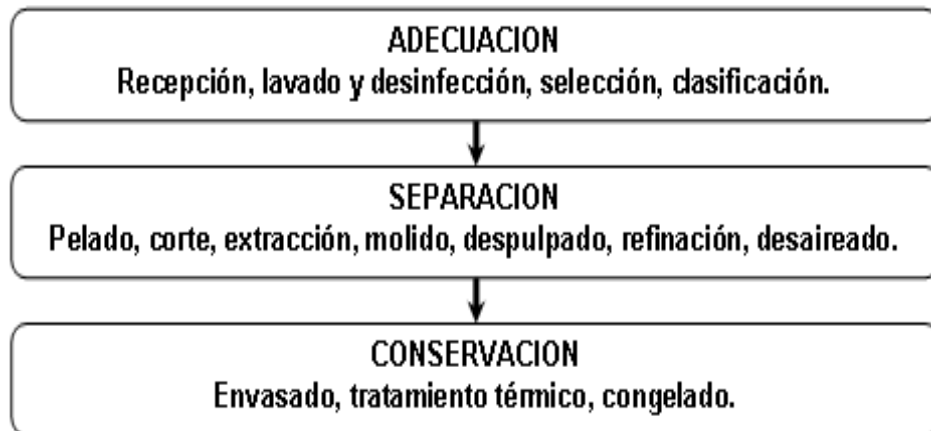 ADECUACION
Recepción, lavado y desinfección, selección, clasificación.
SEPARACION
Pelado, corte, extracción, molido, despulpado, refinación, desaireado.
CONSERVACION
Envasado, tratamiento térmico, congelado.